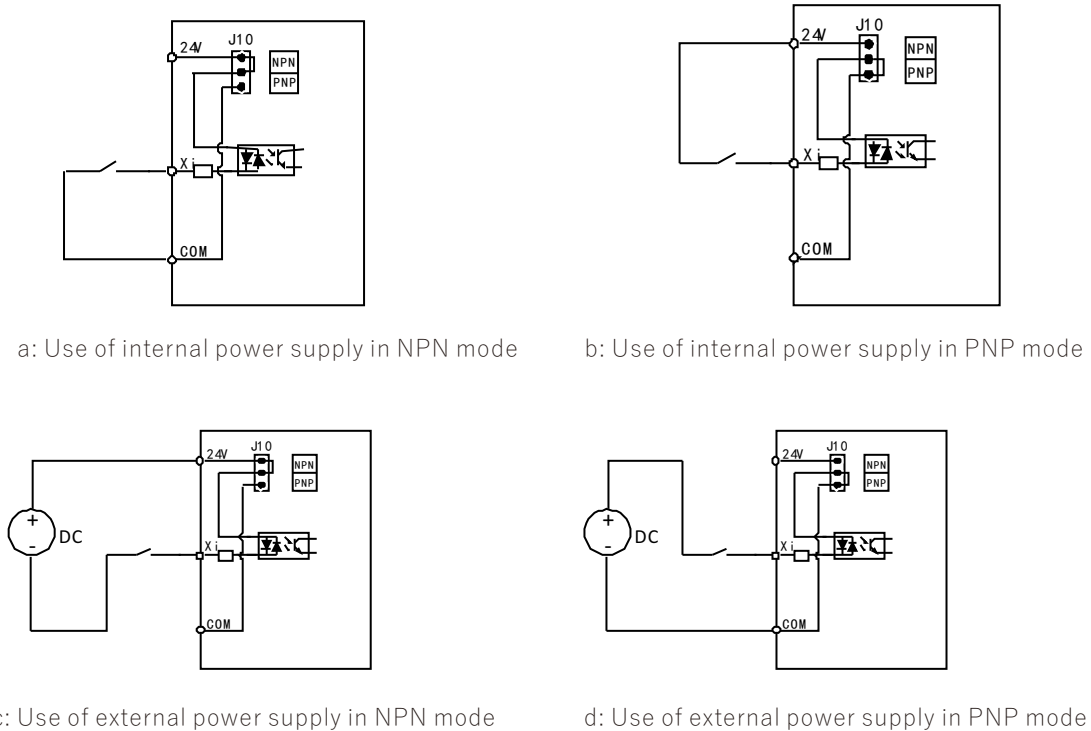 24V
J10
NPN
PNP
Xi
COM
24V
J10
NPN
PNP
Xi
COM
a: Use of internal power supply in NPN mode
b: Use of internal power supply in PNP mode
24V
J10
NPN
PNP
+
-
DC
Xi
COM
24V
J10
NPN
PNP
+
-
DC
Xi
COM
c: Use of external power supply in NPN mode
d: Use of external power supply in PNP mode